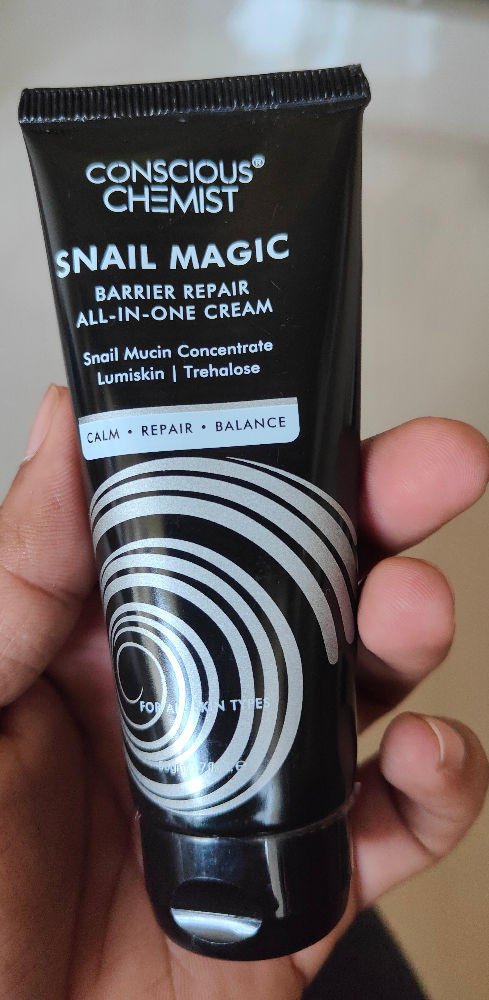 CONSCIOUS®
CHEMIST
SNAIL MAGIC
BARRIER REPAIR
ALL-IN-ONE CREAM
Snail Mucin Concentrate
Lumiskin | Trehalose
CALM • REPAIR • BALANCE
FOR ALL SKIN TYPES